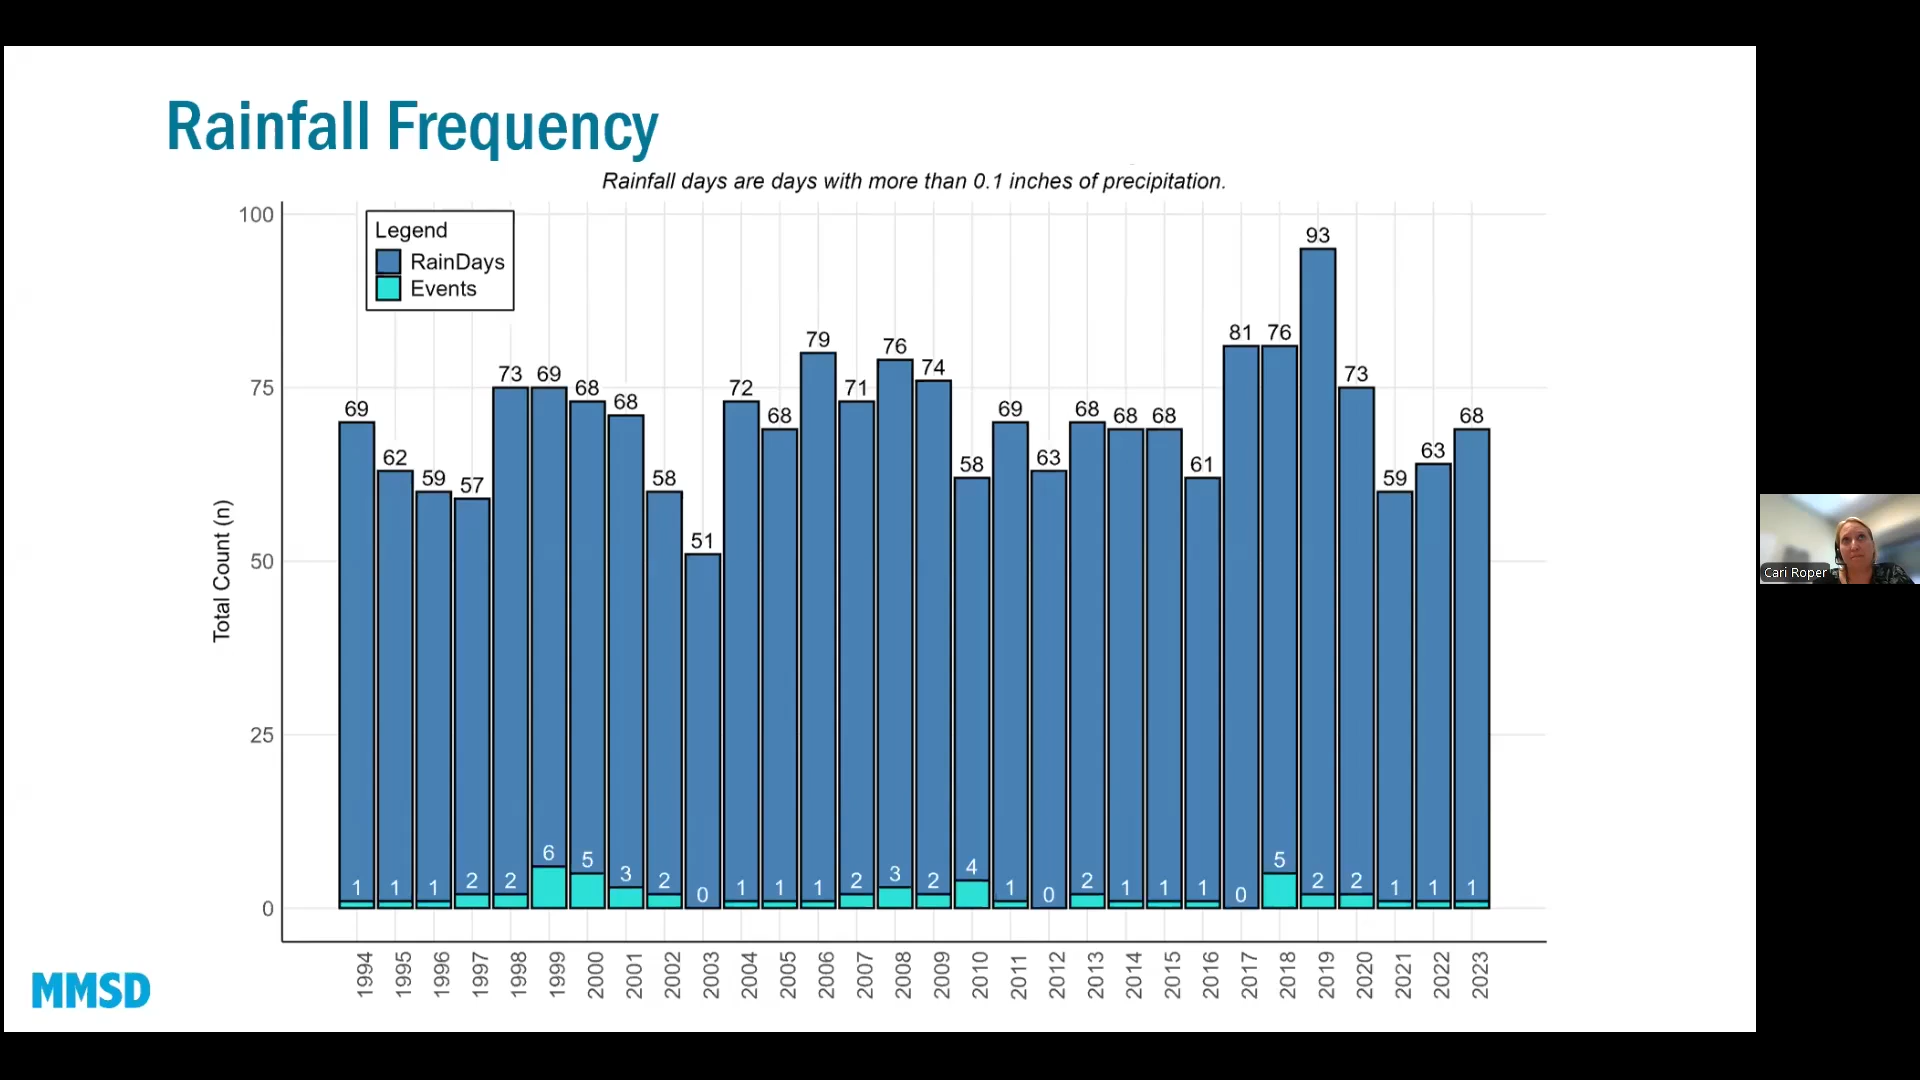 Rainfall Frequency
Rainfall days are days with more than 0.1 inches of precipitation.
Legend
RainDays
Events
Total Count (n)
100
75
50
25
0
69 62 59 57 73 69 68 68 58 51 72 68 79 71 76 74 58 69 63 68 68 68 61 81 76 93 73 59 63 68
1 1 1 2 2 6 5 3 2 0 1 1 1 2 3 2 4 1 0 2 1 1 1 0 5 2 2 1 1 1
1994 1995 1996 1997 1998 1999 2000 2001 2002 2003 2004 2005 2006 2007 2008 2009 2010 2011 2012 2013 2014 2015 2016 2017 2018 2019 2020 2021 2022 2023
MMSD
Cari Roper